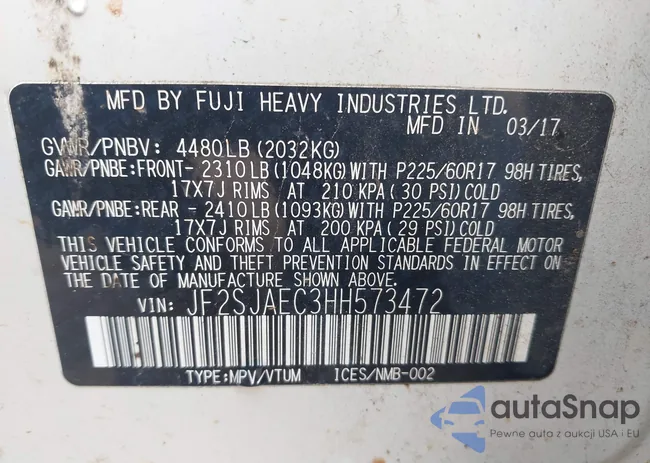 MFD BY FUJI HEAVY INDUSTRIES LTD.
MFD IN 03/17
GVWR/PNBV: 4480LB (2032KG)
GAWR/PNBE:FRONT- 2310LB (1048KG) WITH P225/60R17 98H TIRES,
17X7J RIMS AT 210 KPA (30 PSI) COLD
GAWR/PNBE:REAR - 2410LB (1093KG) WITH P225/60R17 98H TIRES,
17X7J RIMS AT 200 KPA (29 PSI) COLD
THIS VEHICLE CONFORMS TO ALL APPLICABLE FEDERAL MOTOR
VEHICLE SAFETY AND THEFT PREVENTION STANDARDS IN EFFECT ON
THE DATE OF MANUFACTURE SHOWN ABOVE.
VIN: JF2SJAEC3HH573472
TYPE:MPV/VTUM ICES/NMB-002
autaSnap
Pewne auta z aukcji USA i EU